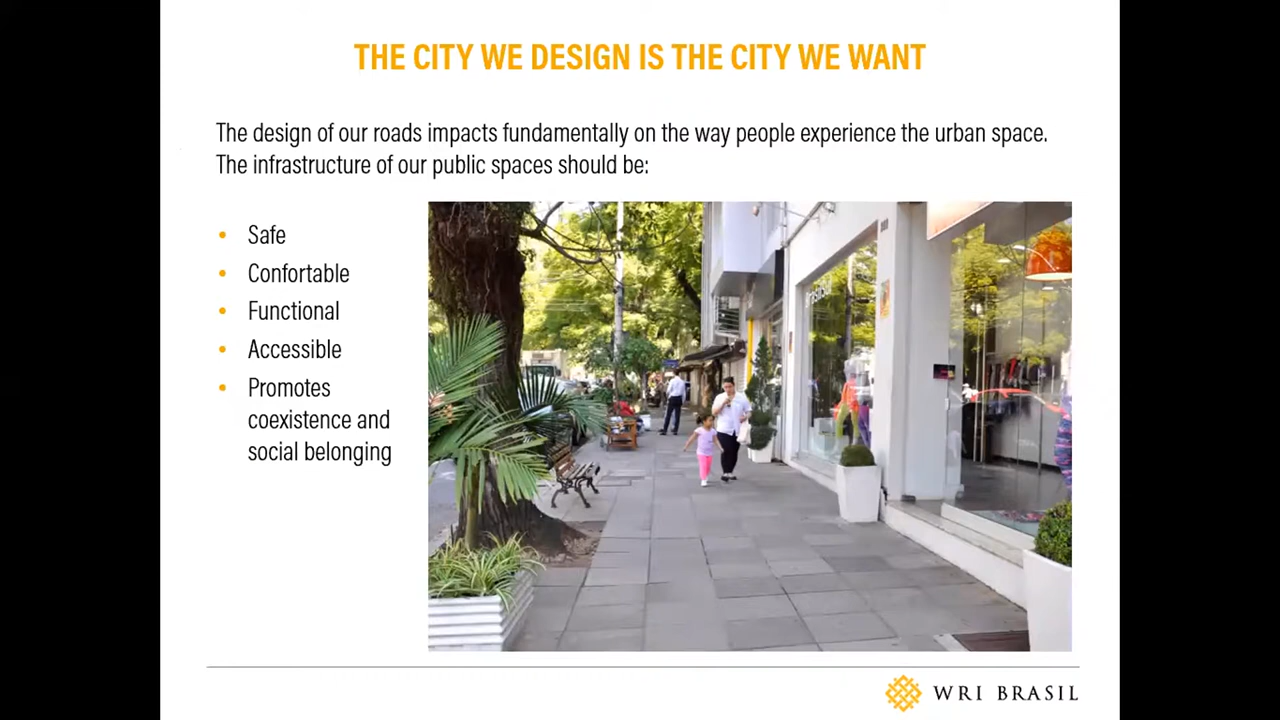 THE CITY WE DESIGN IS THE CITY WE WANT
The design of our roads impacts fundamentally on the way people experience the urban space.
The infrastructure of our public spaces should be:
• Safe
• Confortable
• Functional
• Accessible
• Promotes
coexistence and
social belonging
WRI BRASIL